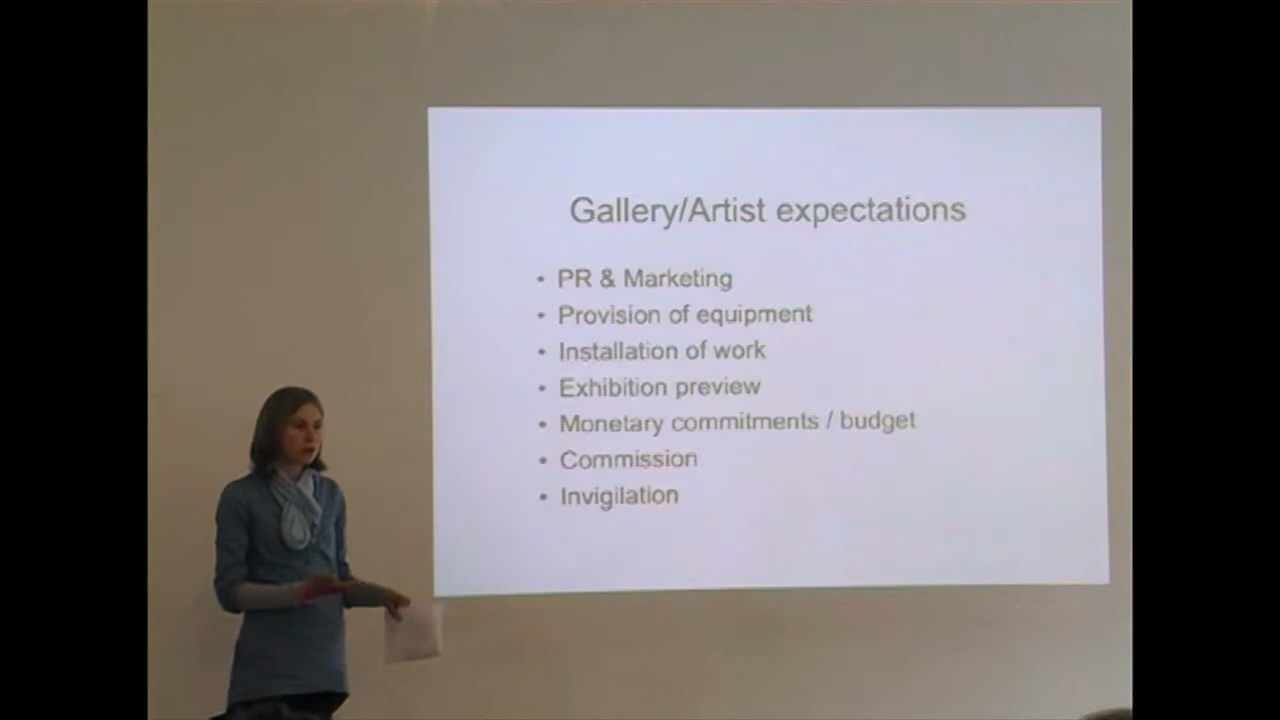 Gallery/Artist expectations
• PR & Marketing
• Provision of equipment
• Installation of work
• Exhibition preview
• Monetary commitments / budget
• Commission
• Invigilation